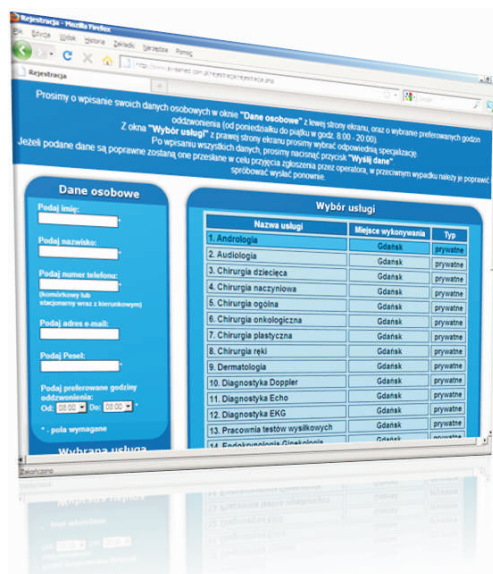 Rejestracja - Mozilla Firefox
Plik Edycja Widok Historia Zakładki Narzędzia Pomoc
Rejestracja
Prosimy o wpisanie swoich danych osobowych w oknie "Dane osobowe" z lewej strony ekranu, oraz o wybranie preferowanych godzin
oddzwonienia (od poniedziałku do piątku w godz. 8:00 - 20:00).
Z okna "Wybór usługi" z prawej strony ekranu prosimy wybrać odpowiednią specjalizację.
Po wpisaniu wszystkich danych, prosimy nacisnąć przycisk "Wyślij dane".
Jeżeli podane dane są poprawne zostaną one przesłane w celu przyjęcia zgłoszenia przez operatora, w przeciwnym wypadku należy je poprawić i
spróbować wysłać ponownie.
Dane osobowe
Podaj imię:
*
Podaj nazwisko:
*
Podaj numer telefonu:
*
(komórkowy lub
stacjonarny wraz z kierunkowym)
Podaj adres e-mail:
Podaj Pesel:
*
Podaj preferowane godziny
oddzwonienia:
Od: 08:00 Do: 08:00 *
* - pola wymagane
Wybrana usługa
Wybór usługi
Nazwa usługi Miejsce wykonywania Typ
1. Andrologia Gdańsk prywatne
2. Audiologia Gdańsk prywatne
3. Chirurgia dziecięca Gdańsk prywatne
4. Chirurgia naczyniowa Gdańsk prywatne
5. Chirurgia ogólna Gdańsk prywatne
6. Chirurgia onkologiczna Gdańsk prywatne
7. Chirurgia plastyczna Gdańsk prywatne
8. Chirurgia ręki Gdańsk prywatne
9. Dermatologia Gdańsk prywatne
10. Diagnostyka Doppler Gdańsk prywatne
11. Diagnostyka Echo Gdańsk prywatne
12. Diagnostyka EKG Gdańsk prywatne
13. Pracownia testów wysiłkowych Gdańsk prywatne
14. Endokrynologia Ginekologia Gdańsk prywatne
Zakończono